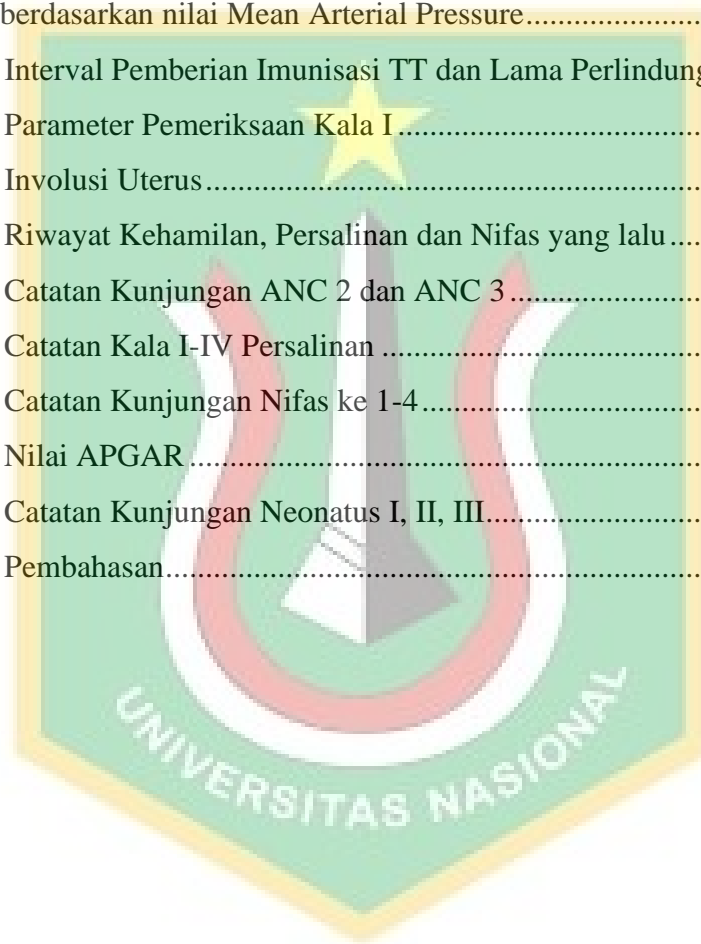 berdasarkan nilai Mean Arterial Pressure........................
Interval Pemberian Imunisasi TT dan Lama
Parameter Pemeriksaan Kala I........................................
Involusi Uterus..................................................................
Riwayat Kehamilan, Persalinan dan Nifas yang lalu....
Catatan Kunjungan ANC 2 dan ANC 3.........................
Catatan Kala I-IV Persalinan..........................................
Catatan Kunjungan Nifas ke 1-4.....................................
Nilai APGAR.....................................................................
Catatan Kunjungan Neonatus I, II, III............................
Pembahasan.......................................................................
UNIVERSITAS NASIONAL